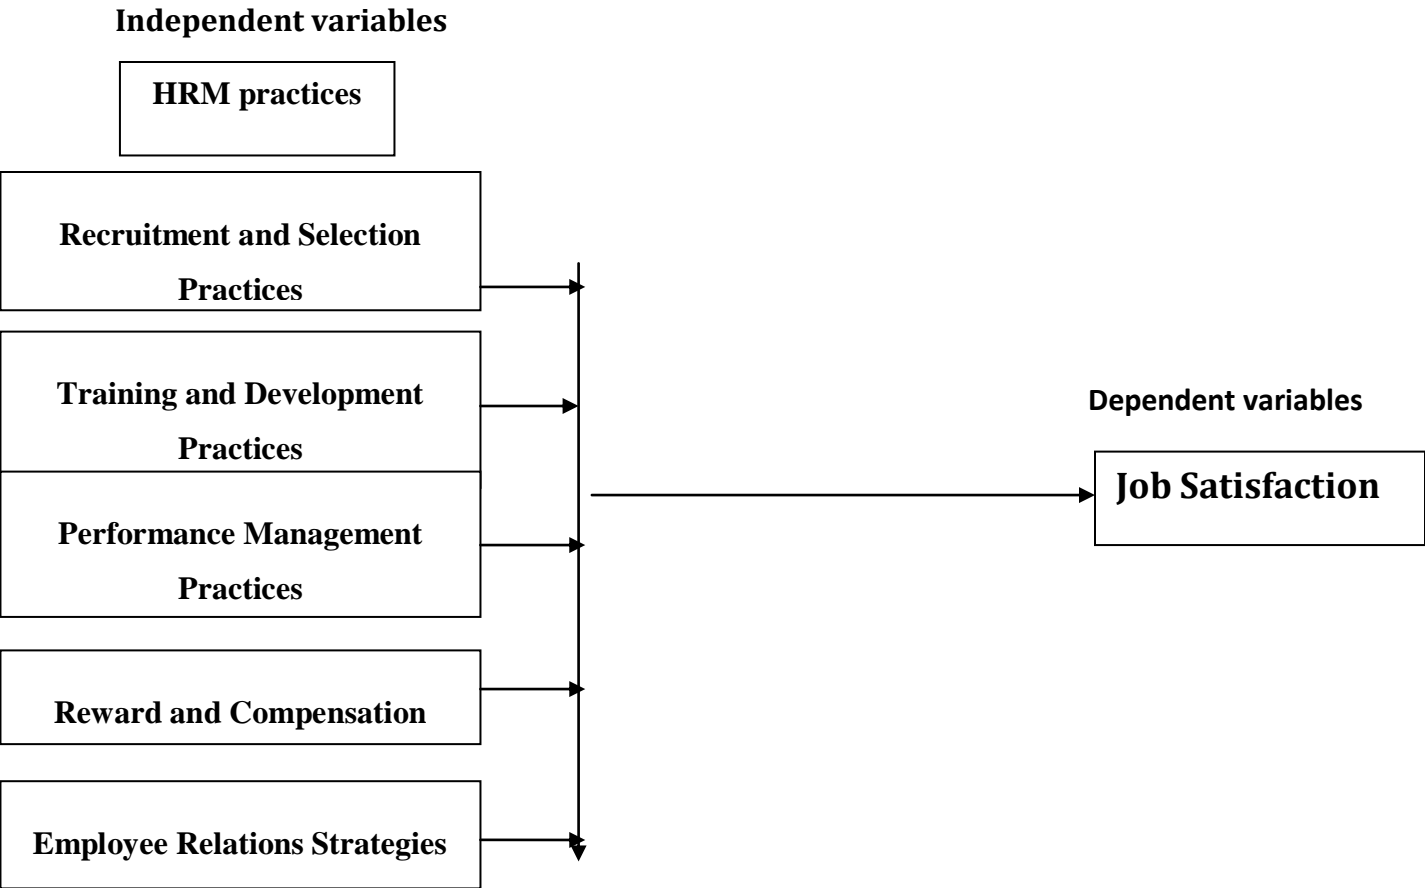 Independent variables
HRM practices
Recruitment and Selection
Practices
Training and Development
Practices
Performance Management
Practices
Reward and Compensation
Employee Relations Strategies
Dependent variables
Job Satisfaction